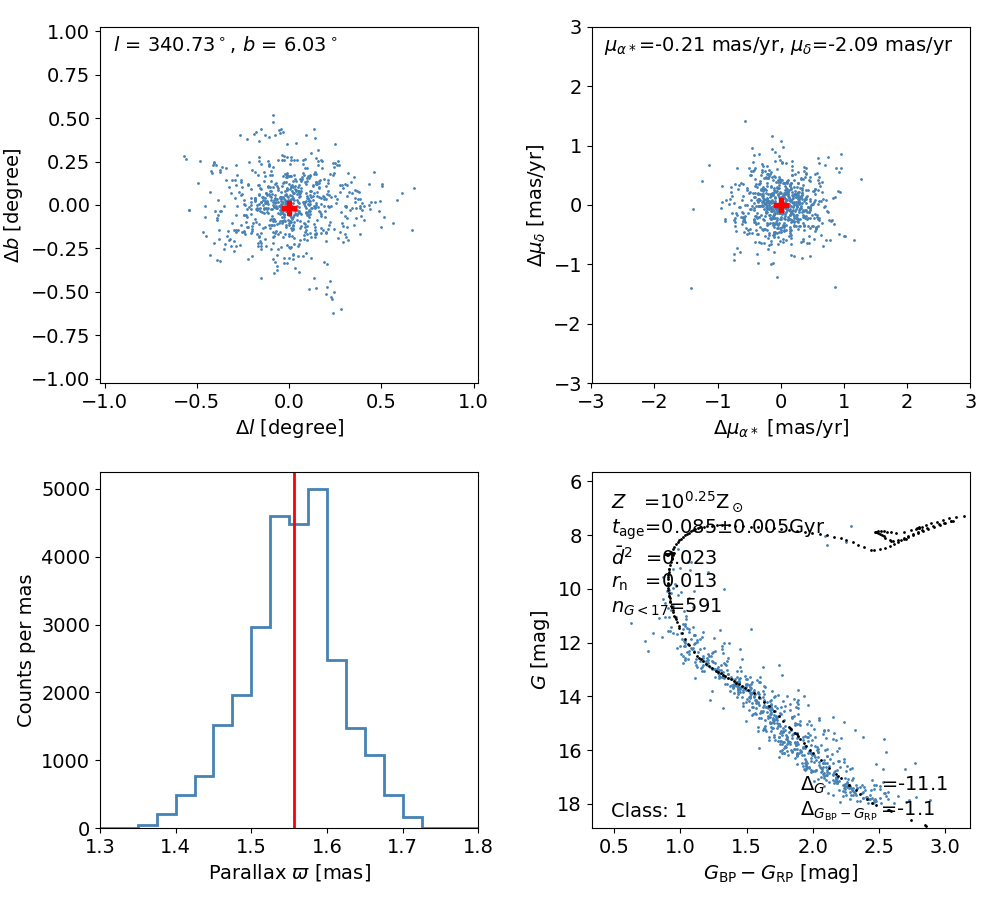 l = 340.73°, b = 6.03°
1.00
0.75
0.50
0.25
0.00
−0.25
−0.50
−0.75
−1.00
−1.0 −0.5 0.0 0.5 1.0
Δb [degree]
Δl [degree]
μα*=-0.21 mas/yr, μδ=-2.09 mas/yr
3
2
1
0
−1
−2
−3
−3 −2 −1 0 1 2 3
Δμδ [mas/yr]
Δμα* [mas/yr]
5000
4000
3000
2000
1000
0
1.3 1.4 1.5 1.6 1.7 1.8
Counts per mas
Parallax ϖ [mas]
Z =10^0.25 Z⊙
t_age=0.085±0.005Gyr
d̄² =0.023
r_n =0.013
n_G<17=591
Δ_G =-11.1
Δ_GBP−GRP =-1.1
Class: 1
6
8
10
12
14
16
18
0.5 1.0 1.5 2.0 2.5 3.0
G [mag]
G_BP − G_RP [mag]